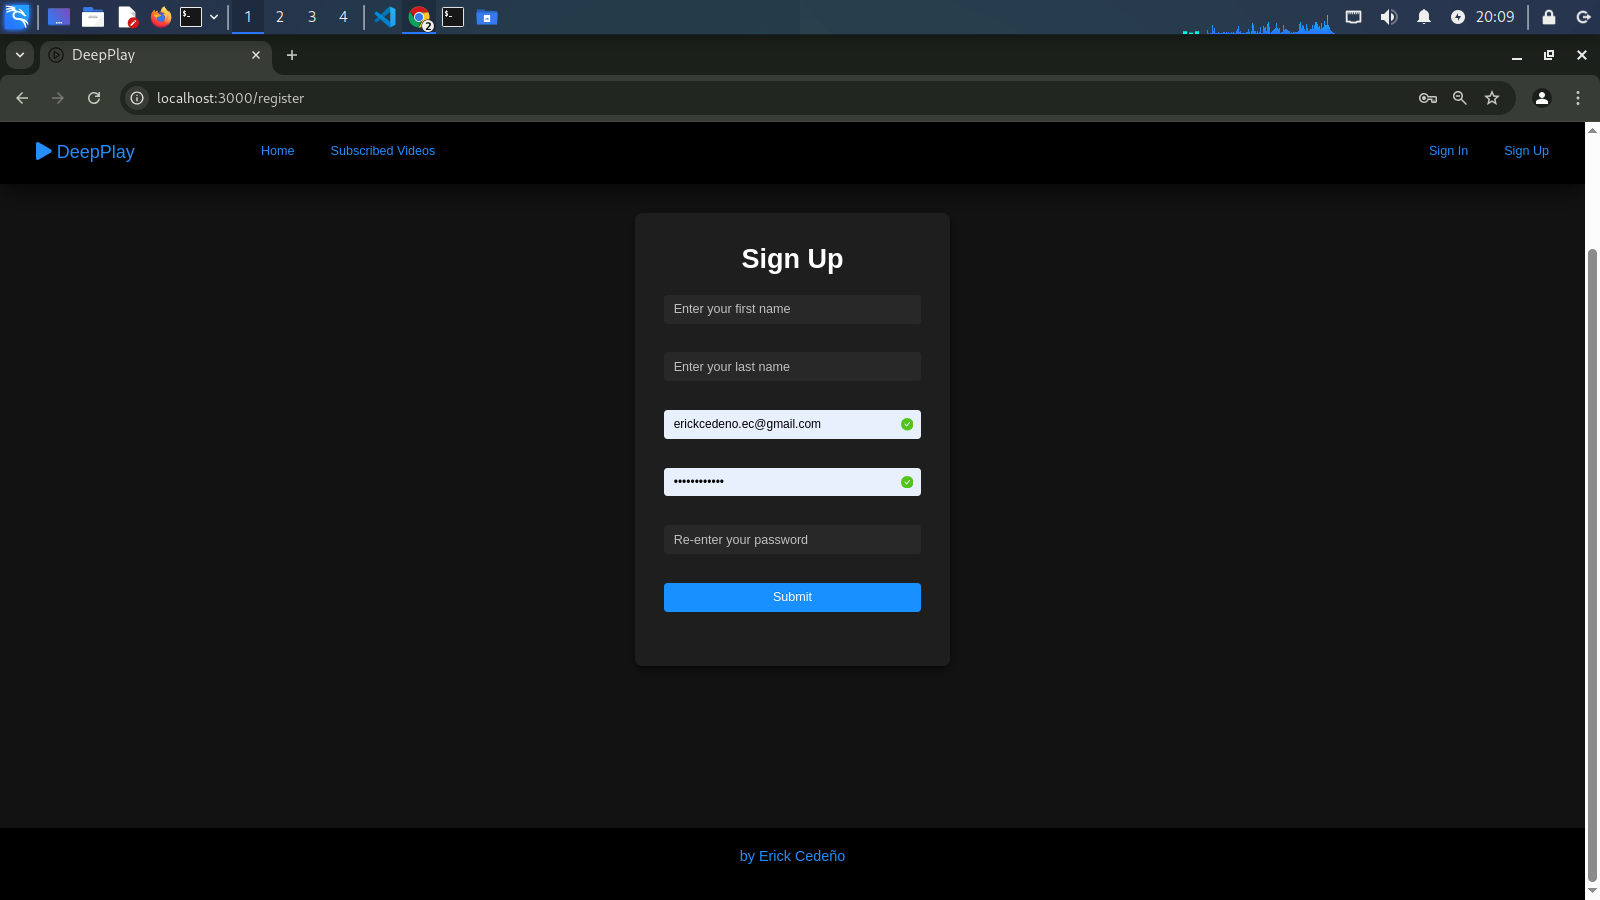 1 2 3 4 2 20:09
DeepPlay
localhost:3000/register
DeepPlay Home Subscribed Videos Sign In Sign Up
Sign Up
Enter your first name
Enter your last name
erickcedeno.ec@gmail.com
••••••••••••
Re-enter your password
Submit
by Erick Cedeño